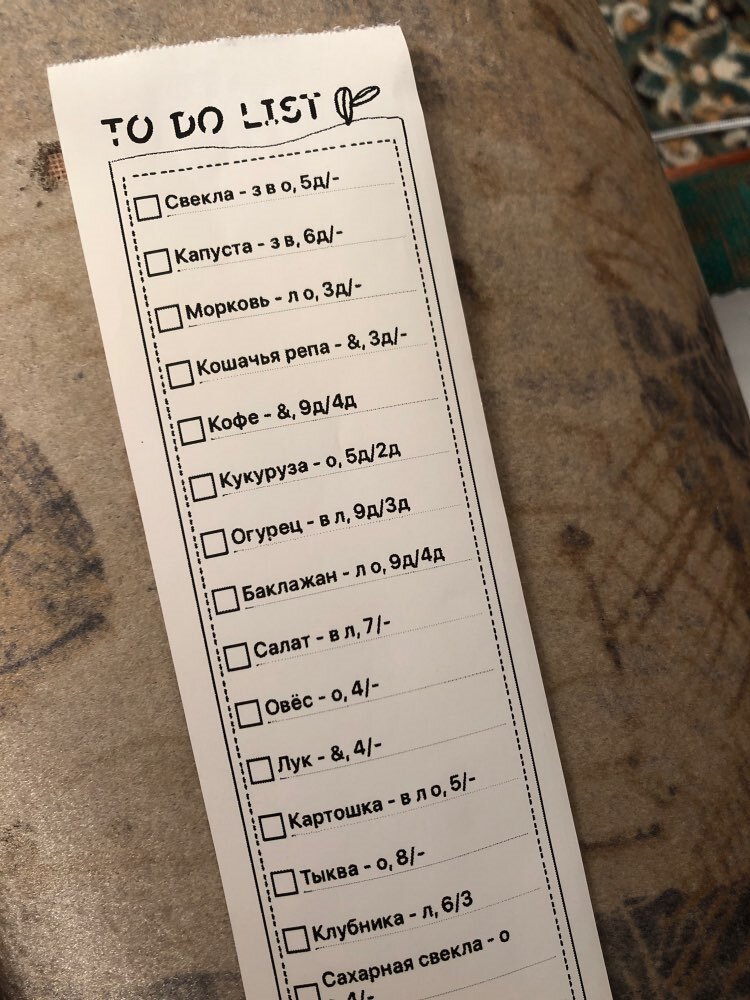 TO DO LIST
Свекла - з в о, 5д/-
Капуста - з в, 6д/-
Морковь - л о, 3д/-
Кошачья репа - &, 3д/-
Кофе - &, 9д/4д
Кукуруза - о, 5д/2д
Огурец - в л, 9д/3д
Баклажан - л о, 9д/4д
Салат - в л, 7/-
Овёс - о, 4/-
Лук - &, 4/-
Картошка - в л о, 5/-
Тыква - о, 8/-
Клубника - л, 6/3
Сахарная свекла - о
4/-